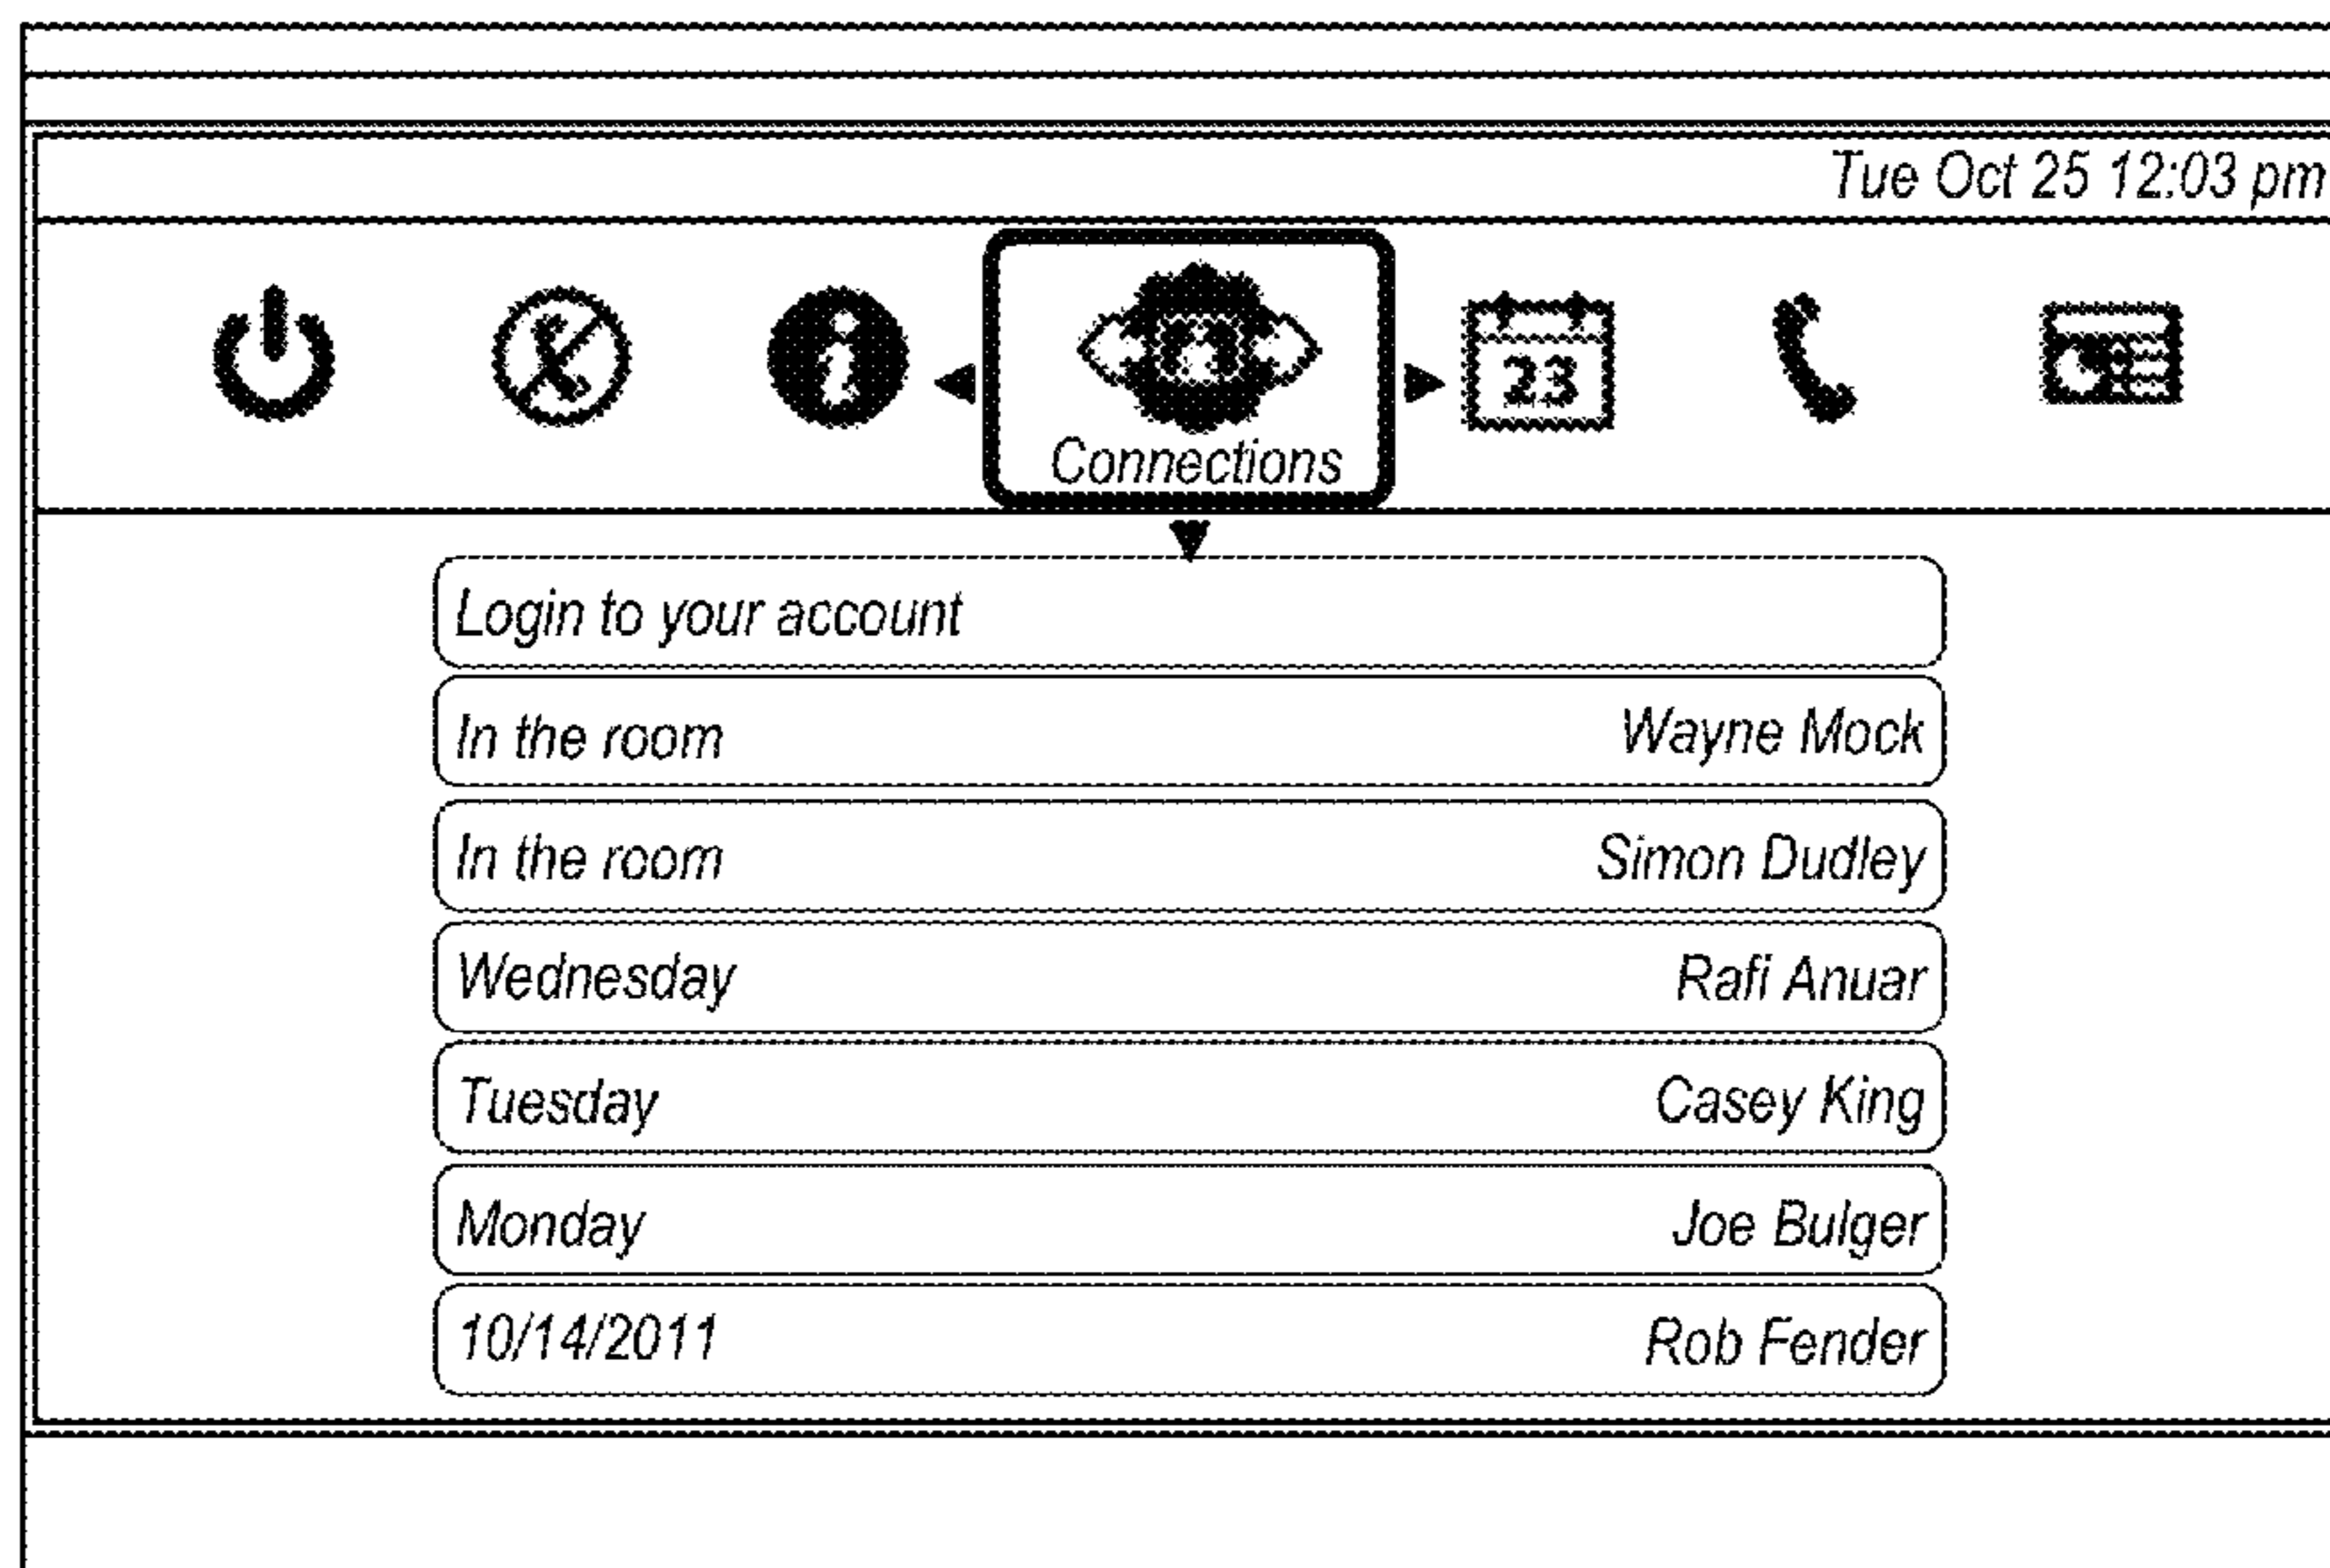 Tue Oct 25 12:03 pm
23
Connections
Login to your account
In the room Wayne Mock
In the room Simon Dudley
Wednesday Rafi Anuar
Tuesday Casey King
Monday Joe Bulger
10/14/2011 Rob Fender